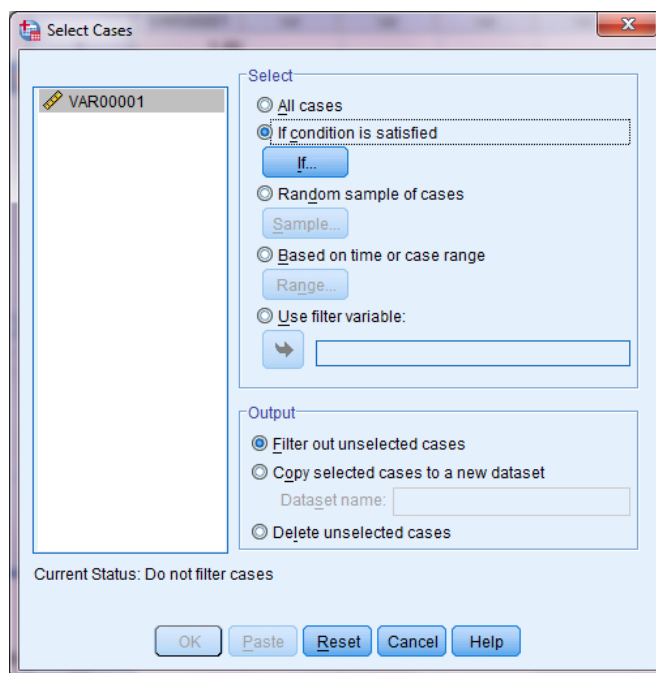 Select Cases
VAR00001
Select
All cases
If condition is satisfied
If...
Random sample of cases
Sample...
Based on time or case range
Range...
Use filter variable:
Output
Filter out unselected cases
Copy selected cases to a new dataset
Dataset name:
Delete unselected cases
Current Status: Do not filter cases
OK Paste Reset Cancel Help